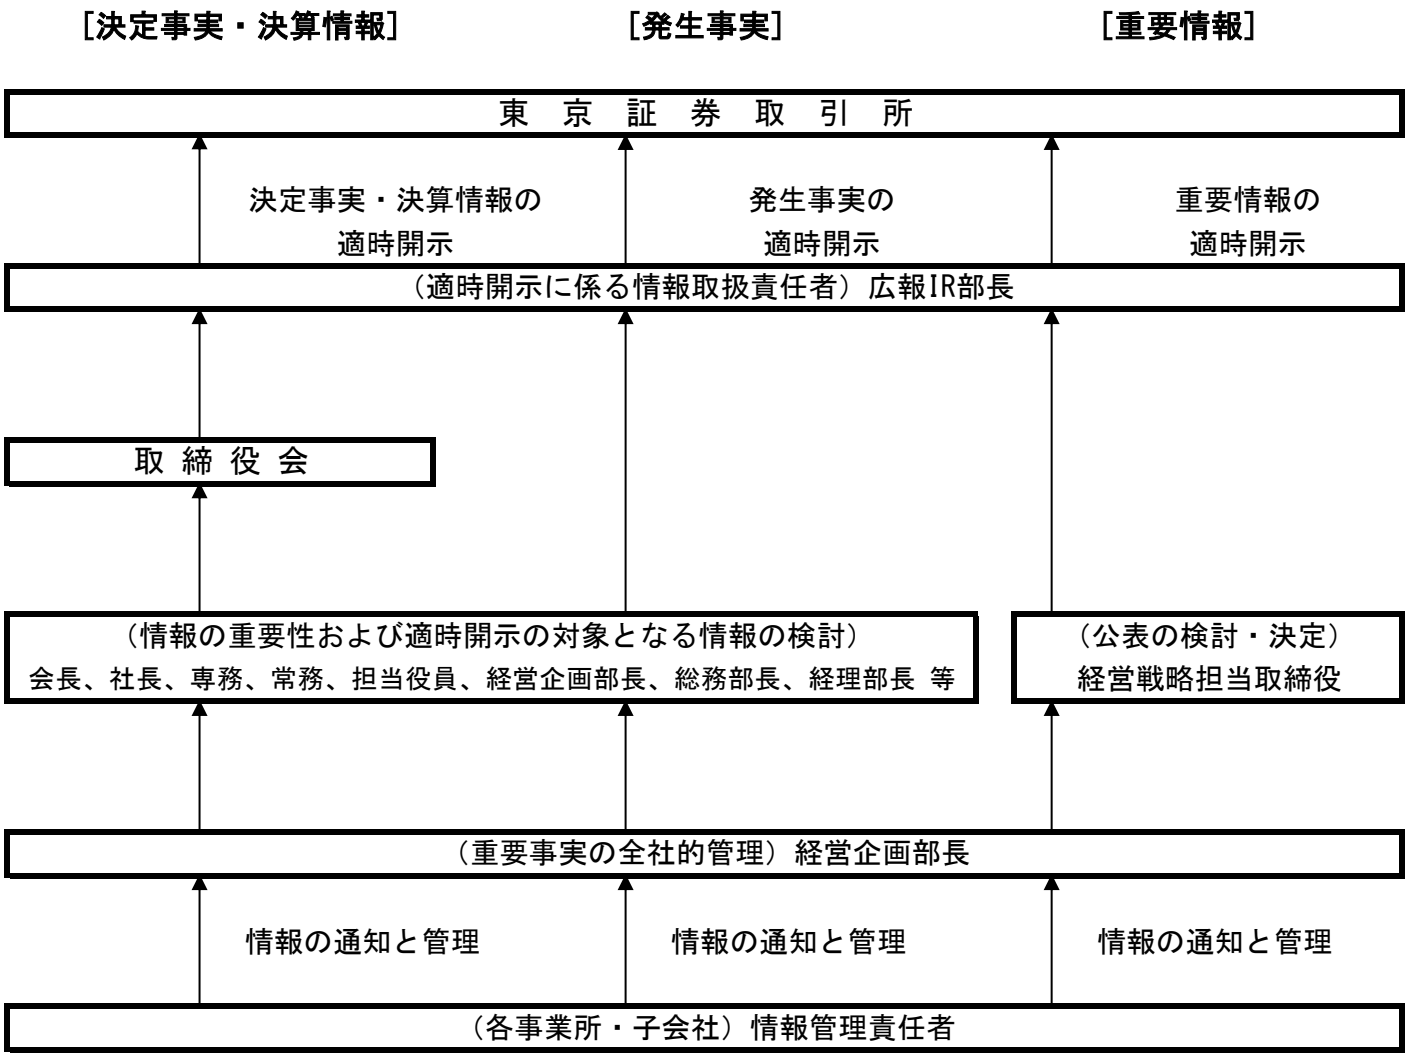 [決定事実・決算情報] [発生事実] [重要情報]
東 京 証 券 取 引 所
決定事実・決算情報の 発生事実の 重要情報の
適時開示 適時開示 適時開示
(適時開示に係る情報取扱責任者)広報IR部長
取 締 役 会
(情報の重要性および適時開示の対象となる情報の検討) (公表の検討・決定)
会長、社長、専務、常務、担当役員、経営企画部長、総務部長、経理部長 等 経営戦略担当取締役
(重要事実の全社的管理)経営企画部長
情報の通知と管理 情報の通知と管理 情報の通知と管理
(各事業所・子会社)情報管理責任者